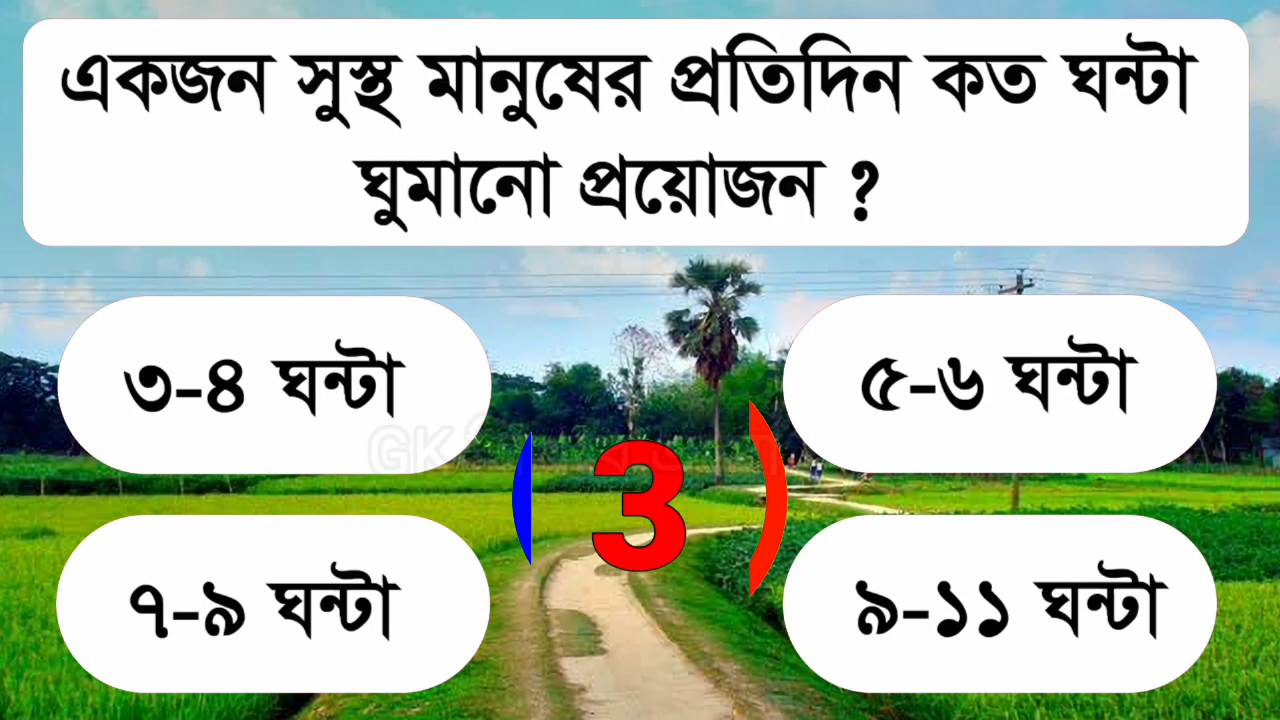 একজন সুস্থ মানুষের প্রতিদিন কত ঘন্টা
ঘুমানো প্রয়োজন ?
৩-৪ ঘন্টা
৫-৬ ঘন্টা
3
৭-৯ ঘন্টা
৯-১১ ঘন্টা